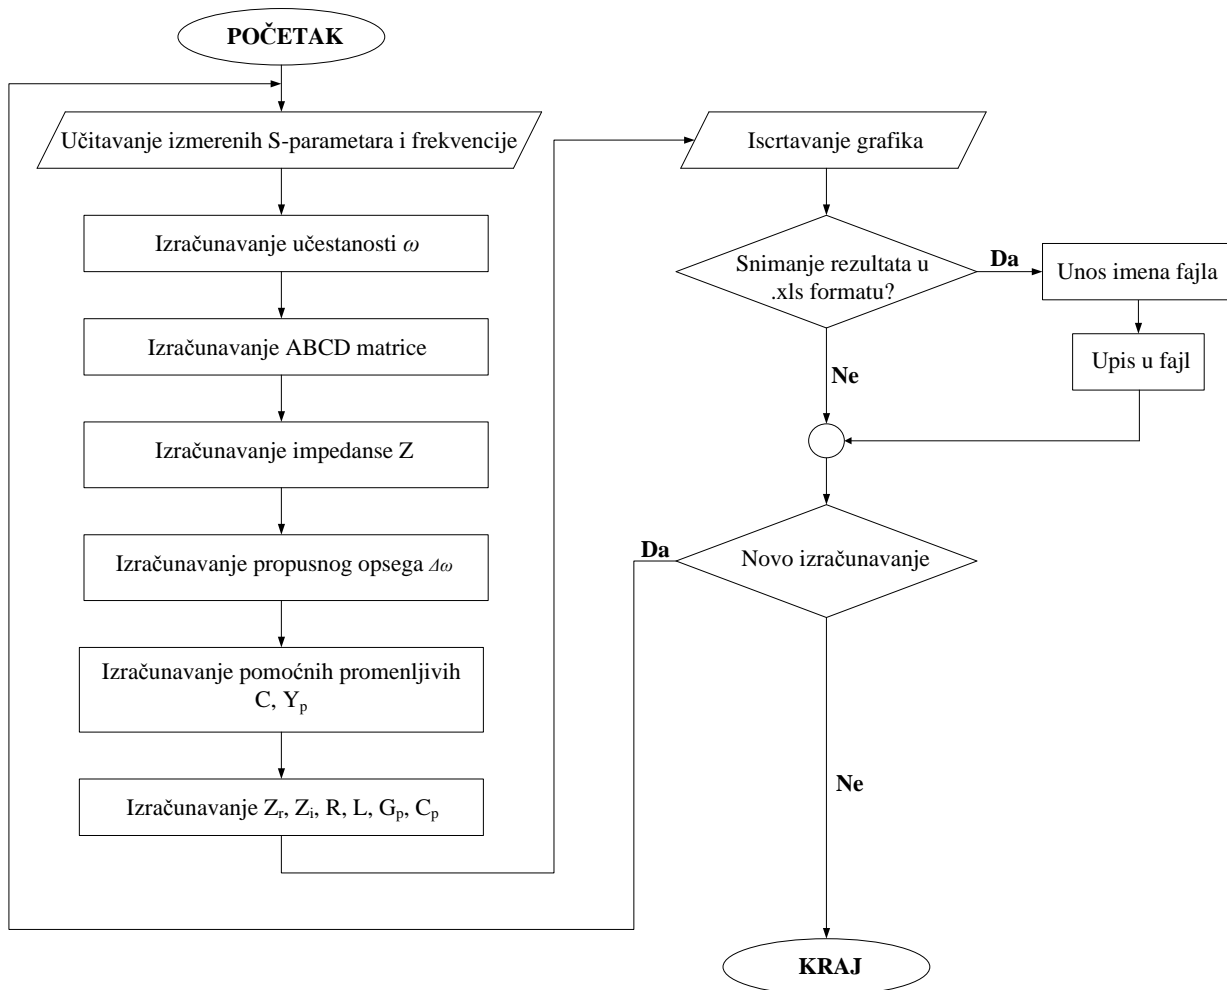 POČETAK
Učitavanje izmerenih S-parametara i frekvencije
Izračunavanje učestanosti ω
Izračunavanje ABCD matrice
Izračunavanje impedanse Z
Izračunavanje propusnog opsega Δω
Izračunavanje pomoćnih promenljivih
C, Yp
Izračunavanje Zr, Zi, R, L, Gp, Cp
Iscrtavanje grafika
Snimanje rezultata u
.xls formatu?
Da
Unos imena fajla
Upis u fajl
Ne
Da
Novo izračunavanje
Ne
KRAJ